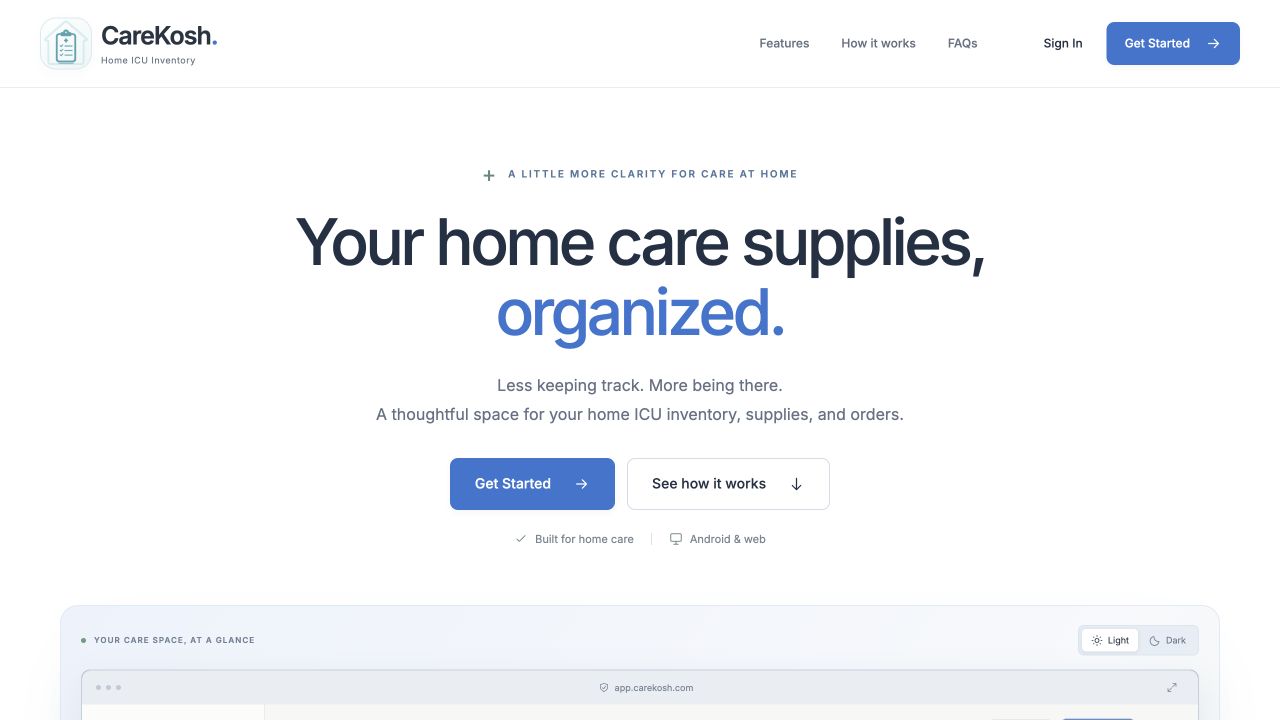 CareKosh.
Home ICU Inventory
Features
How it works
FAQs
Sign In
Get Started
A LITTLE MORE CLARITY FOR CARE AT HOME
Your home care supplies,
organized.
Less keeping track. More being there.
A thoughtful space for your home ICU inventory, supplies, and orders.
Get Started
See how it works
Built for home care
Android & web
YOUR CARE SPACE, AT A GLANCE
Light
Dark
app.carekosh.com